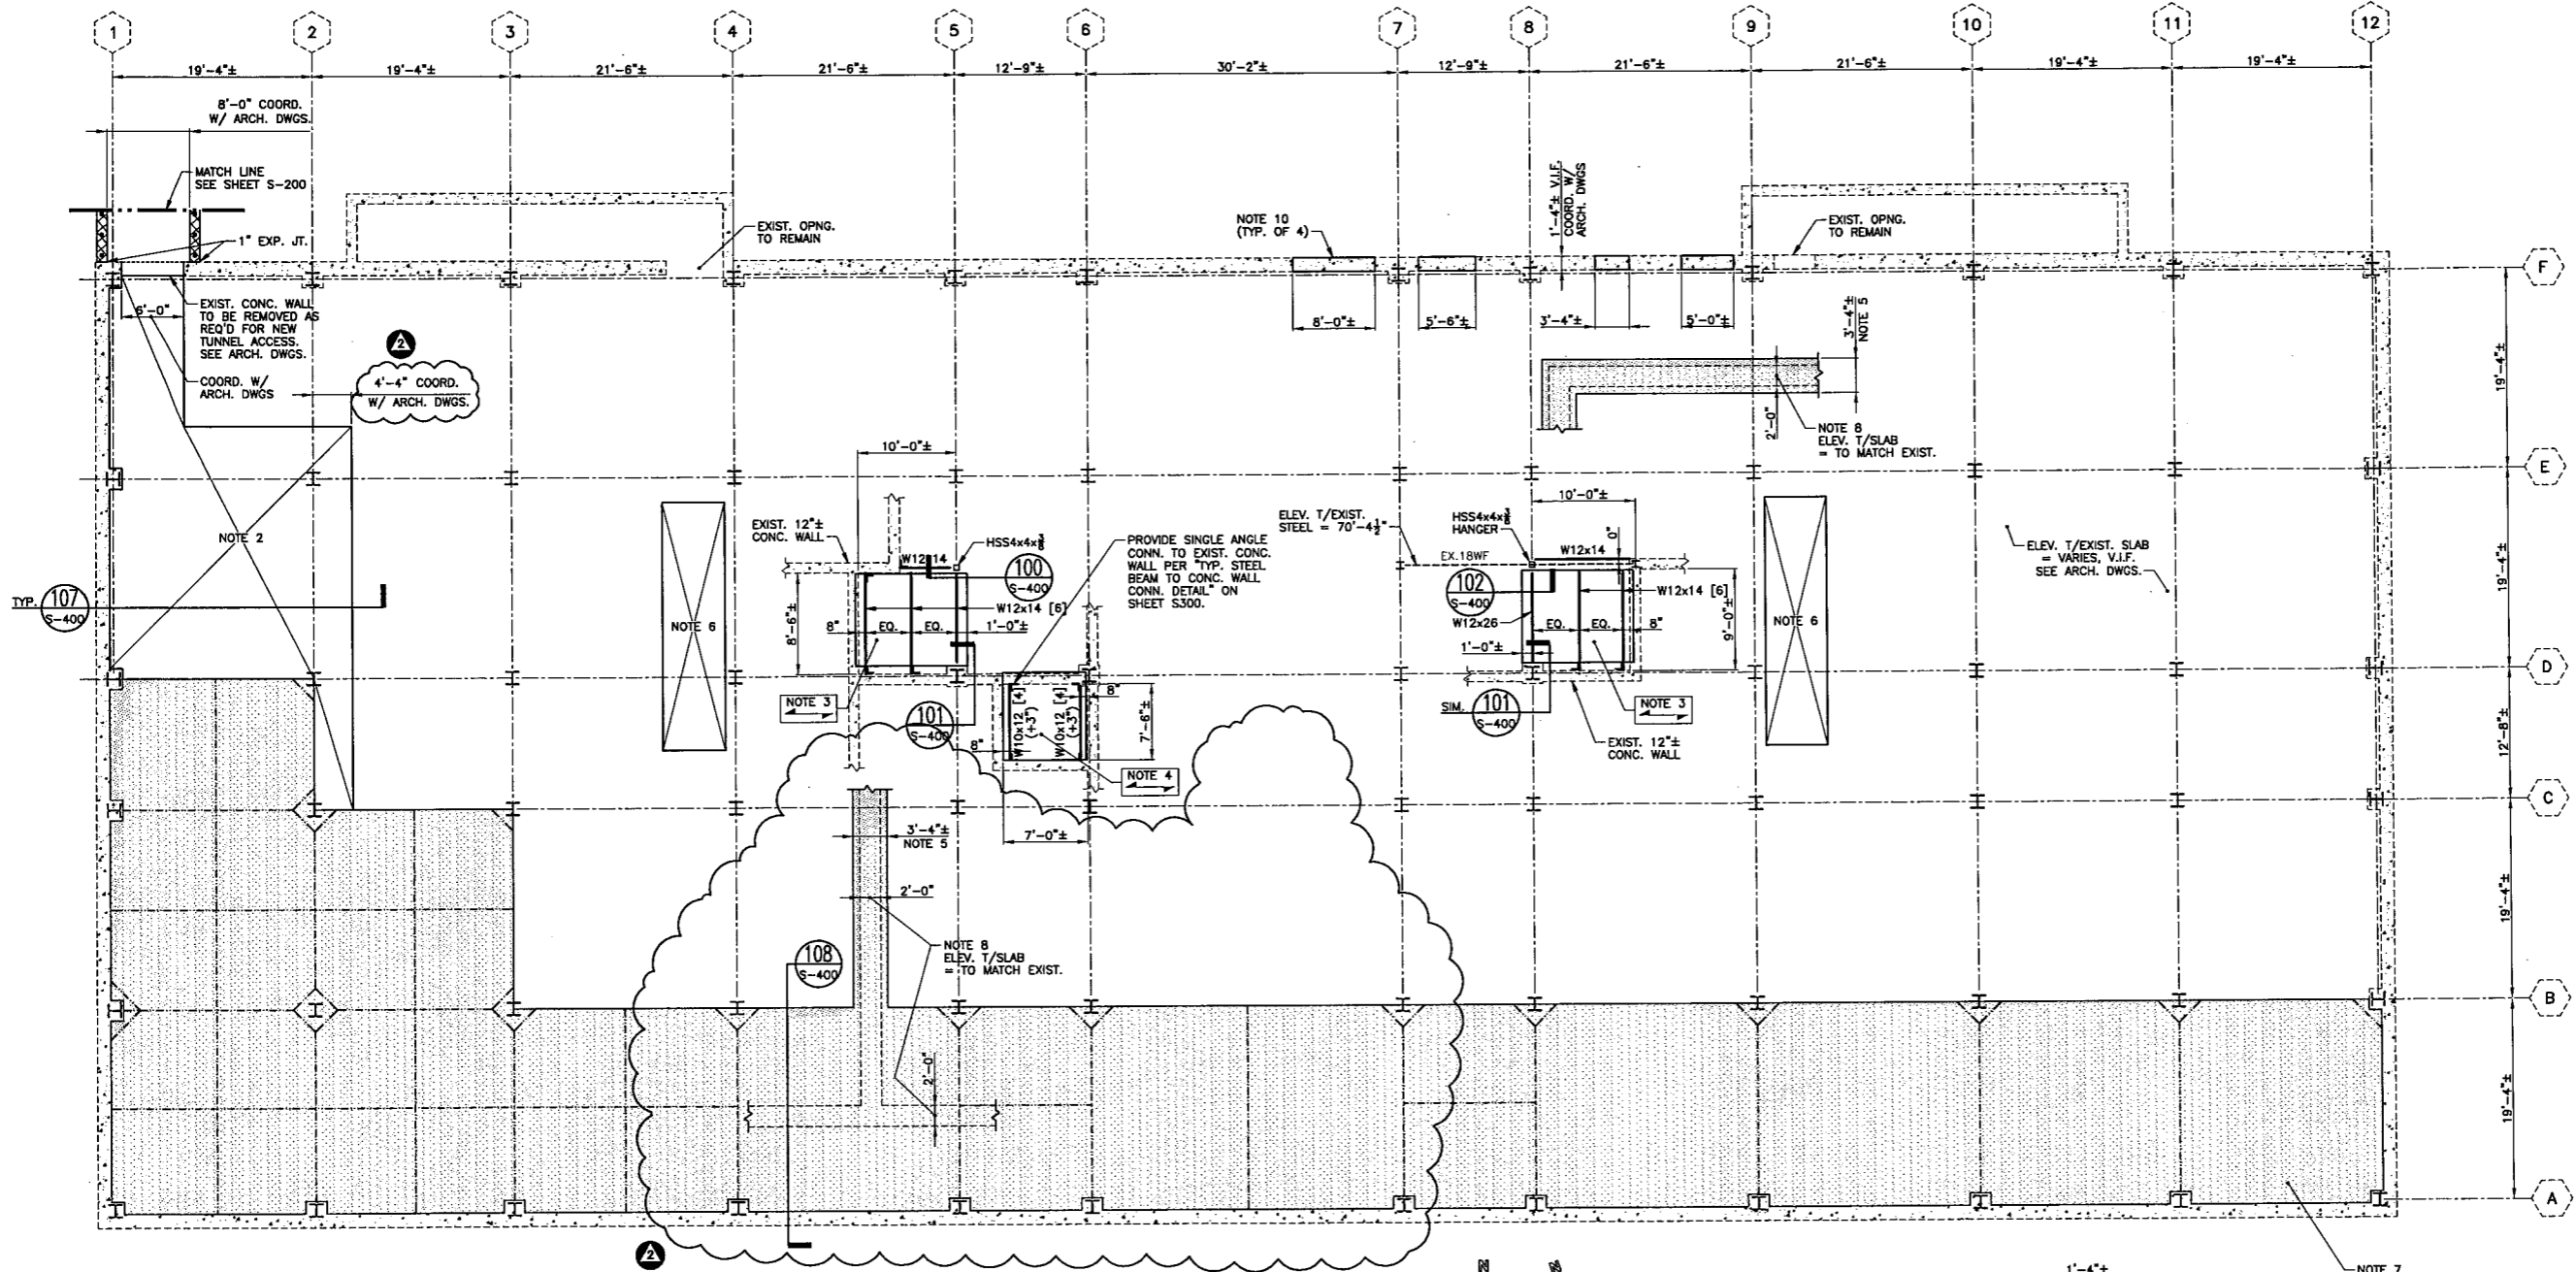 1 2 3 4 5 6 7 8 9 10 11 12
19'-4"± 19'-4"± 21'-6"± 21'-6"± 12'-9"± 30'-2"± 12'-9"± 21'-6"± 21'-6"± 19'-4"± 19'-4"±
8'-0" COORD.
W/ ARCH. DWGS.
MATCH LINE
SEE SHEET S-200
1" EXP. JT.
EXIST. OPNG.
TO REMAIN
NOTE 10
(TYP. OF 4)
1'-4"± V.I.F.
COORD. W/
ARCH. DWGS
EXIST. OPNG.
TO REMAIN
F
EXIST. CONC. WALL
TO BE REMOVED AS
REQ'D FOR NEW
TUNNEL ACCESS.
SEE ARCH. DWGS.
6'-0"
COORD. W/
ARCH. DWGS
2
4'-4" COORD.
W/ ARCH. DWGS.
8'-0"±
5'-6"±
3'-4"±
5'-0"±
3'-4"±
NOTE 5
2'-0"
NOTE 8
ELEV. T/SLAB
= TO MATCH EXIST.
19'-4"±
E
NOTE 2
TYP.
107
S-400
NOTE 6
10'-0"±
EXIST. 12"±
CONC. WALL
W12x14
HSS4x4x3/8
100
S-400
8'-6"±
W12x14 [6]
8"
EQ.
EQ.
1'-0"±
NOTE 3
101
S-400
PROVIDE SINGLE ANGLE
CONN. TO EXIST. CONC.
WALL PER "TYP. STEEL
BEAM TO CONC. WALL
CONN. DETAIL" ON
SHEET S300.
8"
W10x12 [4]
(+3")
W10x12 [4]
(+3")
8"
7'-6"±
NOTE 4
7'-0"±
ELEV. T/EXIST.
STEEL = 70'-4 1/2"
EX.18WF
HSS4x4x3/8
HANGER
10'-0"±
W12x14
0"
102
S-400
W12x14 [6]
W12x26
EQ.
EQ.
8"
9'-0"±
1'-0"±
SIM.
101
S-400
NOTE 3
EXIST. 12"±
CONC. WALL
NOTE 6
ELEV. T/EXIST. SLAB
= VARIES, V.I.F.
SEE ARCH. DWGS.
19'-4"±
D
12'-8"±
C
3'-4"±
NOTE 5
2'-0"
108
S-400
NOTE 8
ELEV. T/SLAB
= TO MATCH EXIST.
2'-0"
19'-4"±
B
19'-4"±
A
2
N
N
1'-4"±
NOTE 7